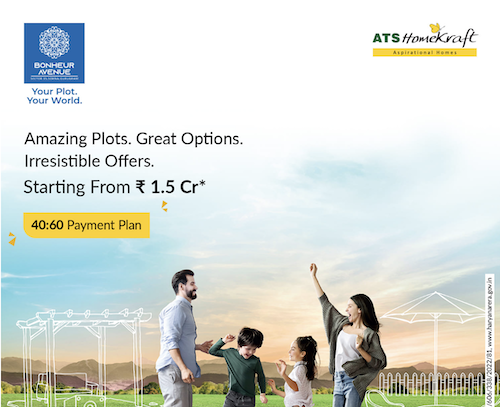 BONHEUR
AVENUE
Your Plot.
Your World.
ATS HomeKraft
Aspirational Homes
Amazing Plots. Great Options.
Irresistible Offers.
Starting From ₹ 1.5 Cr*
40:60 Payment Plan
www.haryanarera.gov.in